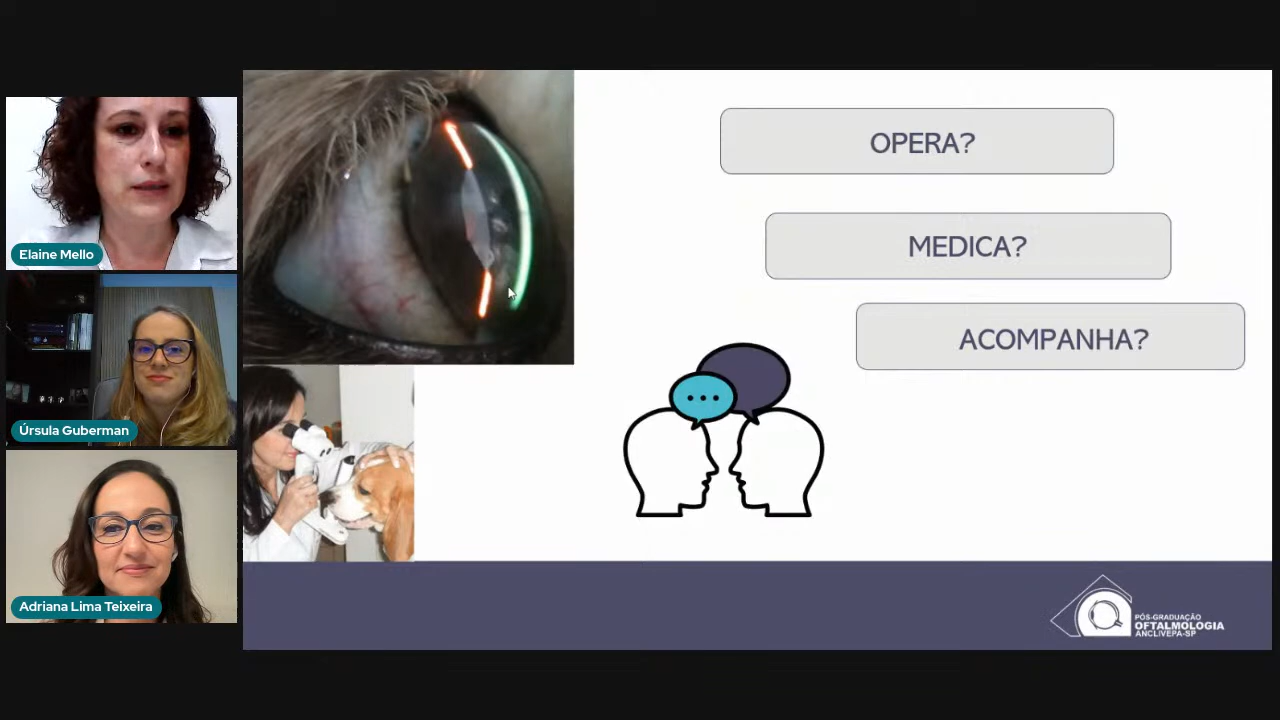 Elaine Mello
Úrsula Guberman
Adriana Lima Teixeira
OPERA?
MEDICA?
ACOMPANHA?
PÓS-GRADUAÇÃO
OFTALMOLOGIA
ANCLIVEPA-SP